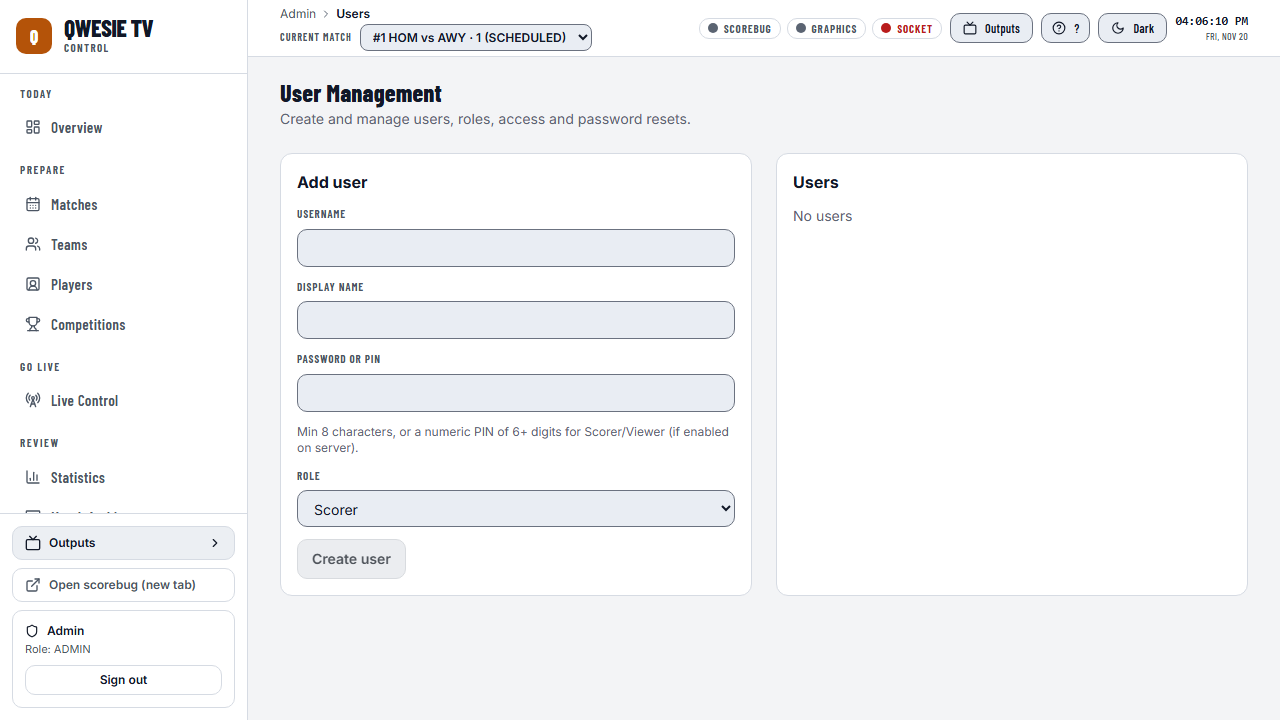 Q
QWESIE TV
CONTROL
TODAY
Overview
PREPARE
Matches
Teams
Players
Competitions
GO LIVE
Live Control
REVIEW
Statistics
Outputs
Open scorebug (new tab)
Admin
Role: ADMIN
Sign out
Admin > Users
CURRENT MATCH #1 HOM vs AWY · 1 (SCHEDULED)
SCOREBUG GRAPHICS SOCKET Outputs ? Dark
04:06:10 PM
FRI, NOV 20
User Management
Create and manage users, roles, access and password resets.
Add user
USERNAME
DISPLAY NAME
PASSWORD OR PIN
Min 8 characters, or a numeric PIN of 6+ digits for Scorer/Viewer (if enabled
on server).
ROLE
Scorer
Create user
Users
No users